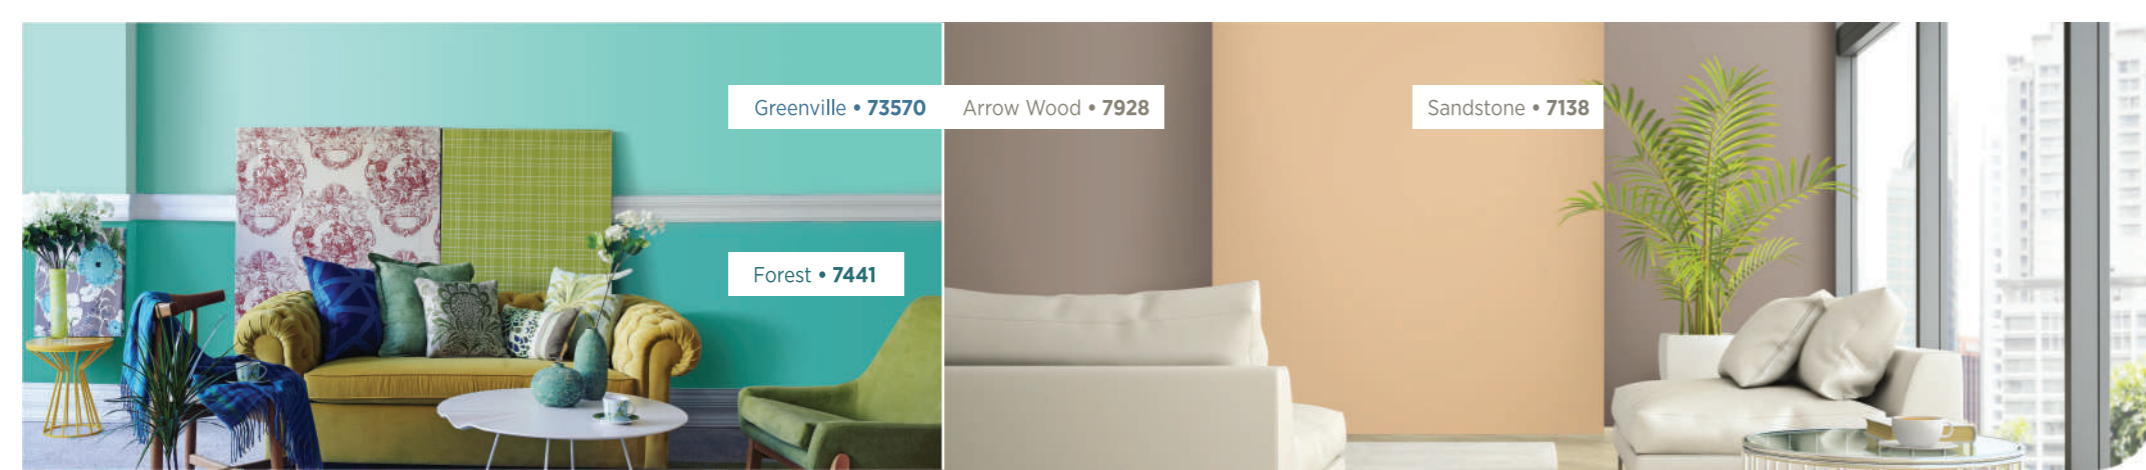 Greenville • 73570
Arrow Wood • 7928
Sandstone • 7138
Forest • 7441